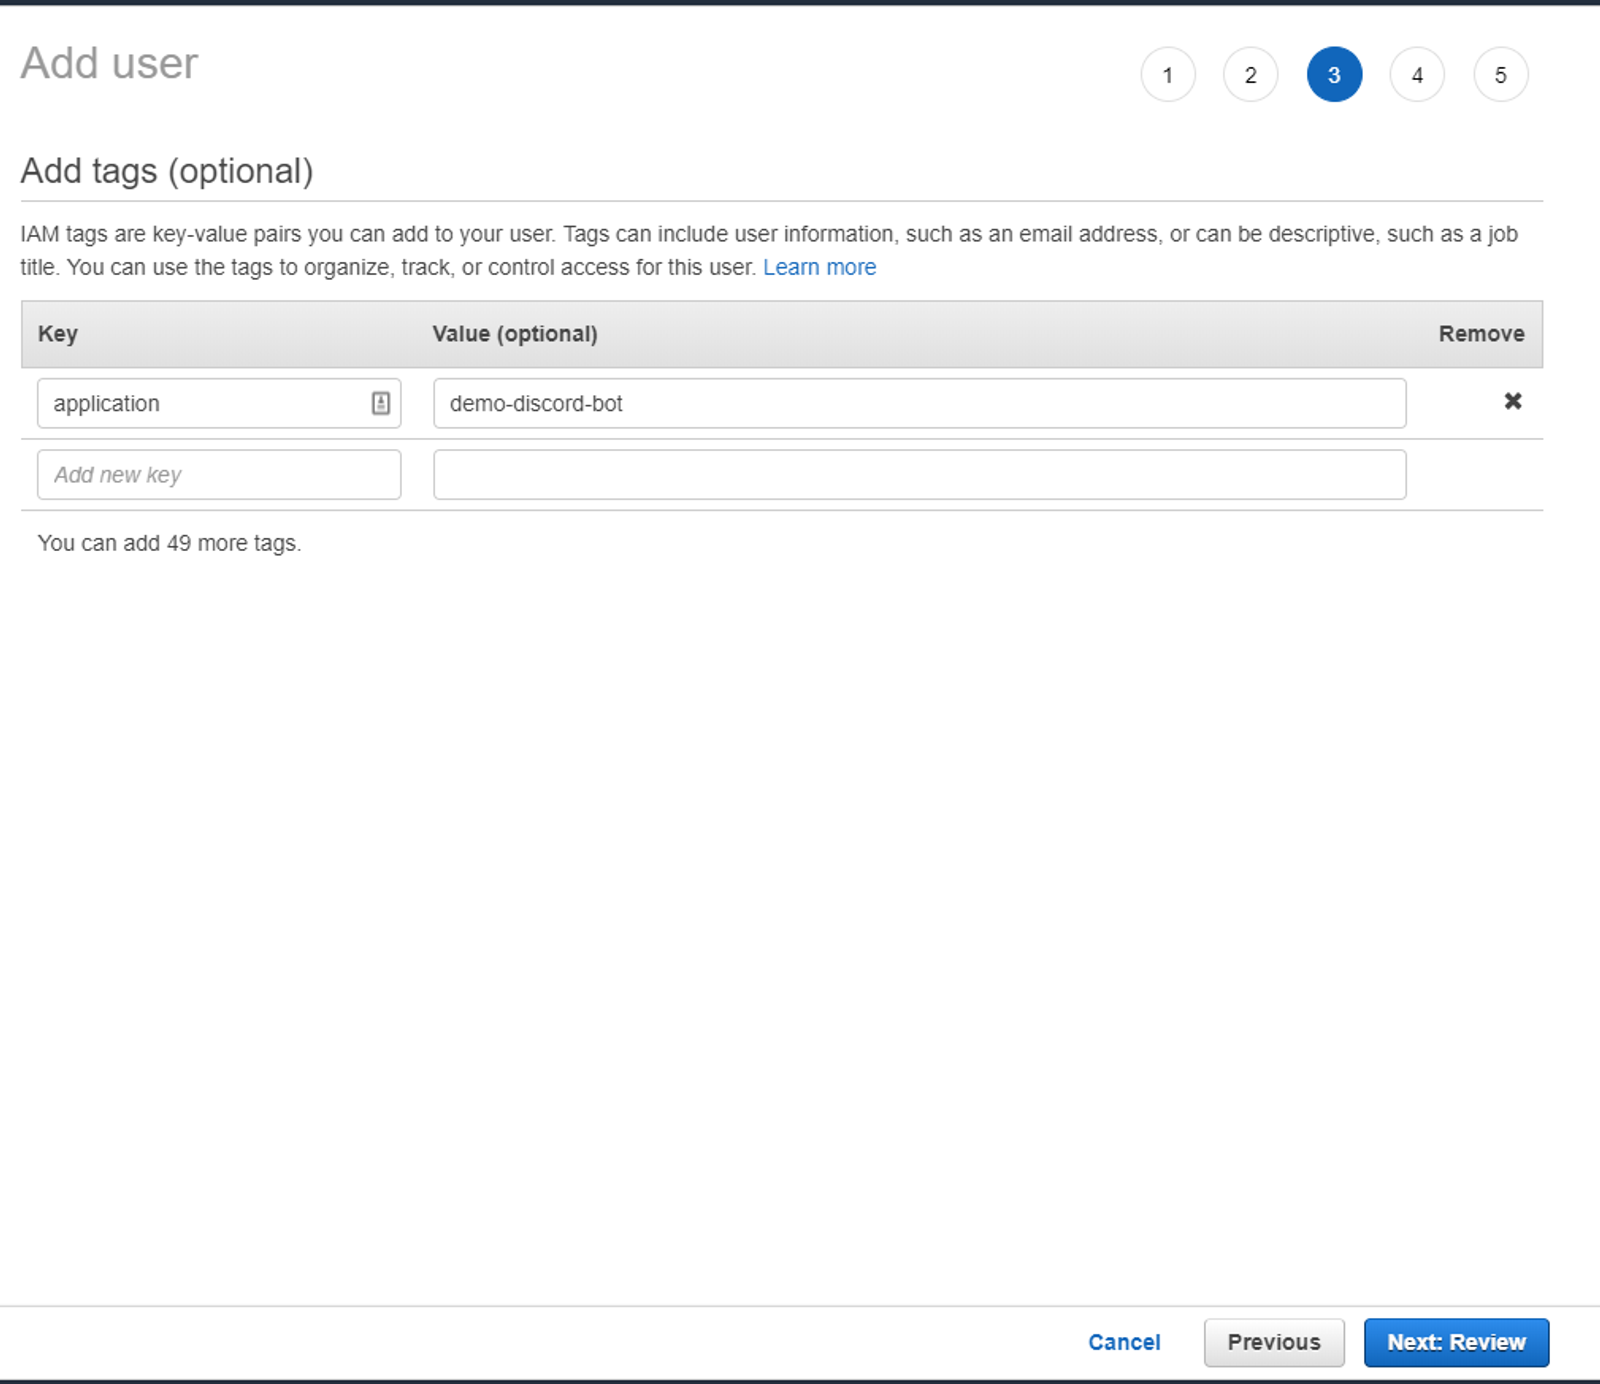 Add user
1 2 3 4 5
Add tags (optional)
IAM tags are key-value pairs you can add to your user. Tags can include user information, such as an email address, or can be descriptive, such as a job
title. You can use the tags to organize, track, or control access for this user. Learn more
Key Value (optional) Remove
application demo-discord-bot
Add new key
You can add 49 more tags.
Cancel Previous Next: Review